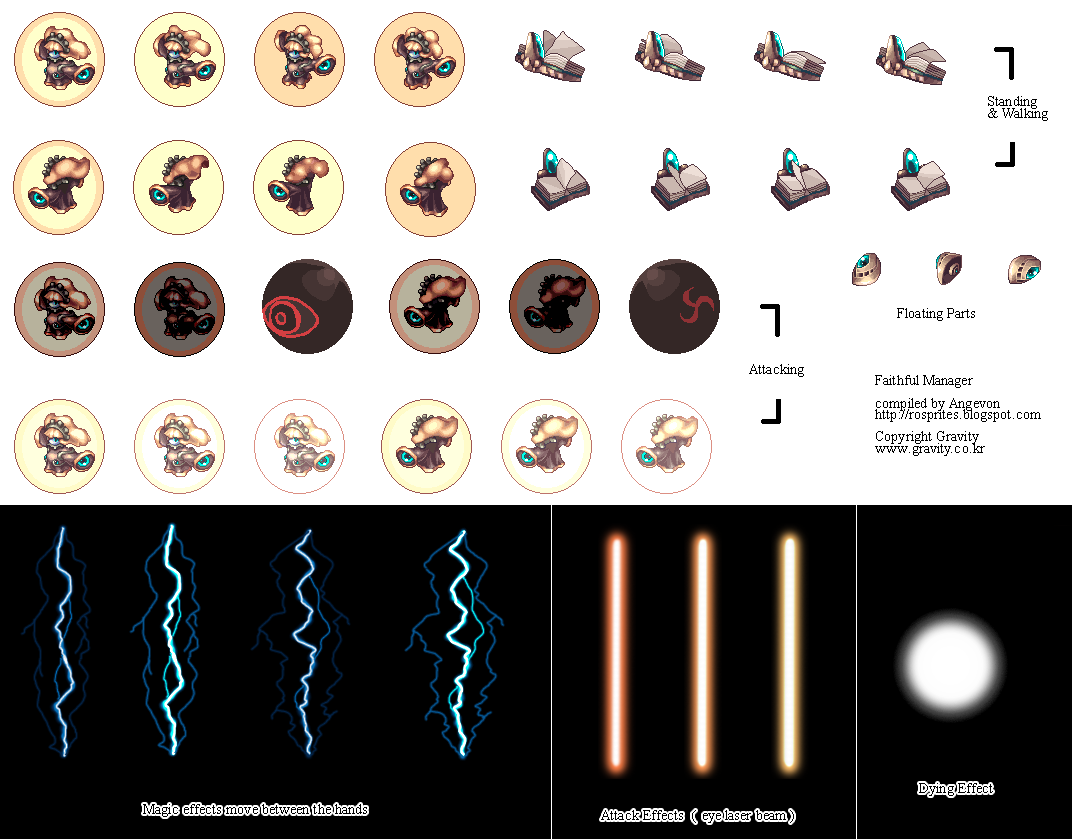 Standing
& Walking
Floating Parts
Attacking
Faithful Manager
compiled by Angevon
http://rosprites.blogspot.com
Copyright Gravity
www.gravity.co.kr
Magic effects move between the hands
Attack Effects ( eye laser beam )
Dying Effect